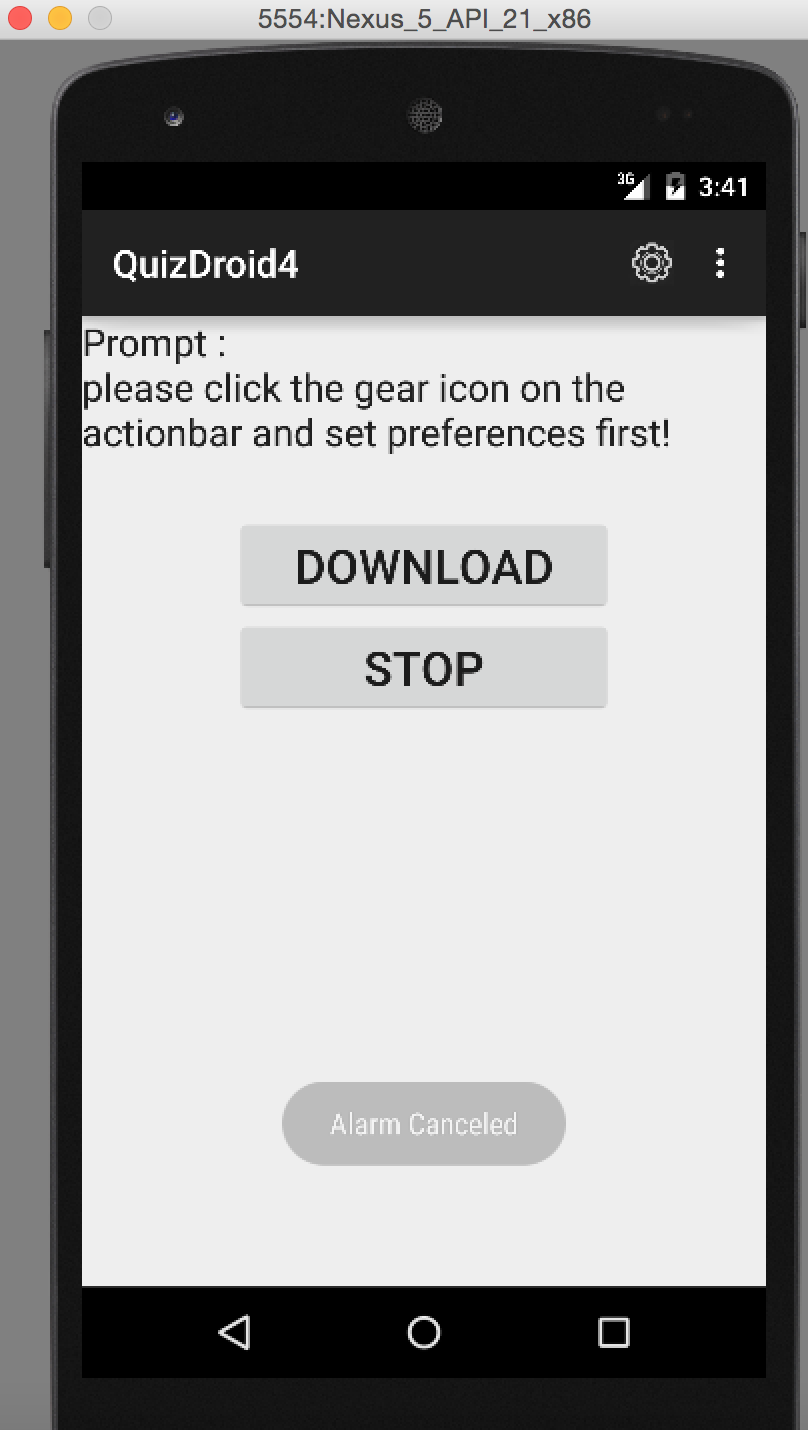 5554:Nexus_5_API_21_x86
3G 3:41
QuizDroid4
Prompt :
please click the gear icon on the
actionbar and set preferences first!
DOWNLOAD
STOP
Alarm Canceled